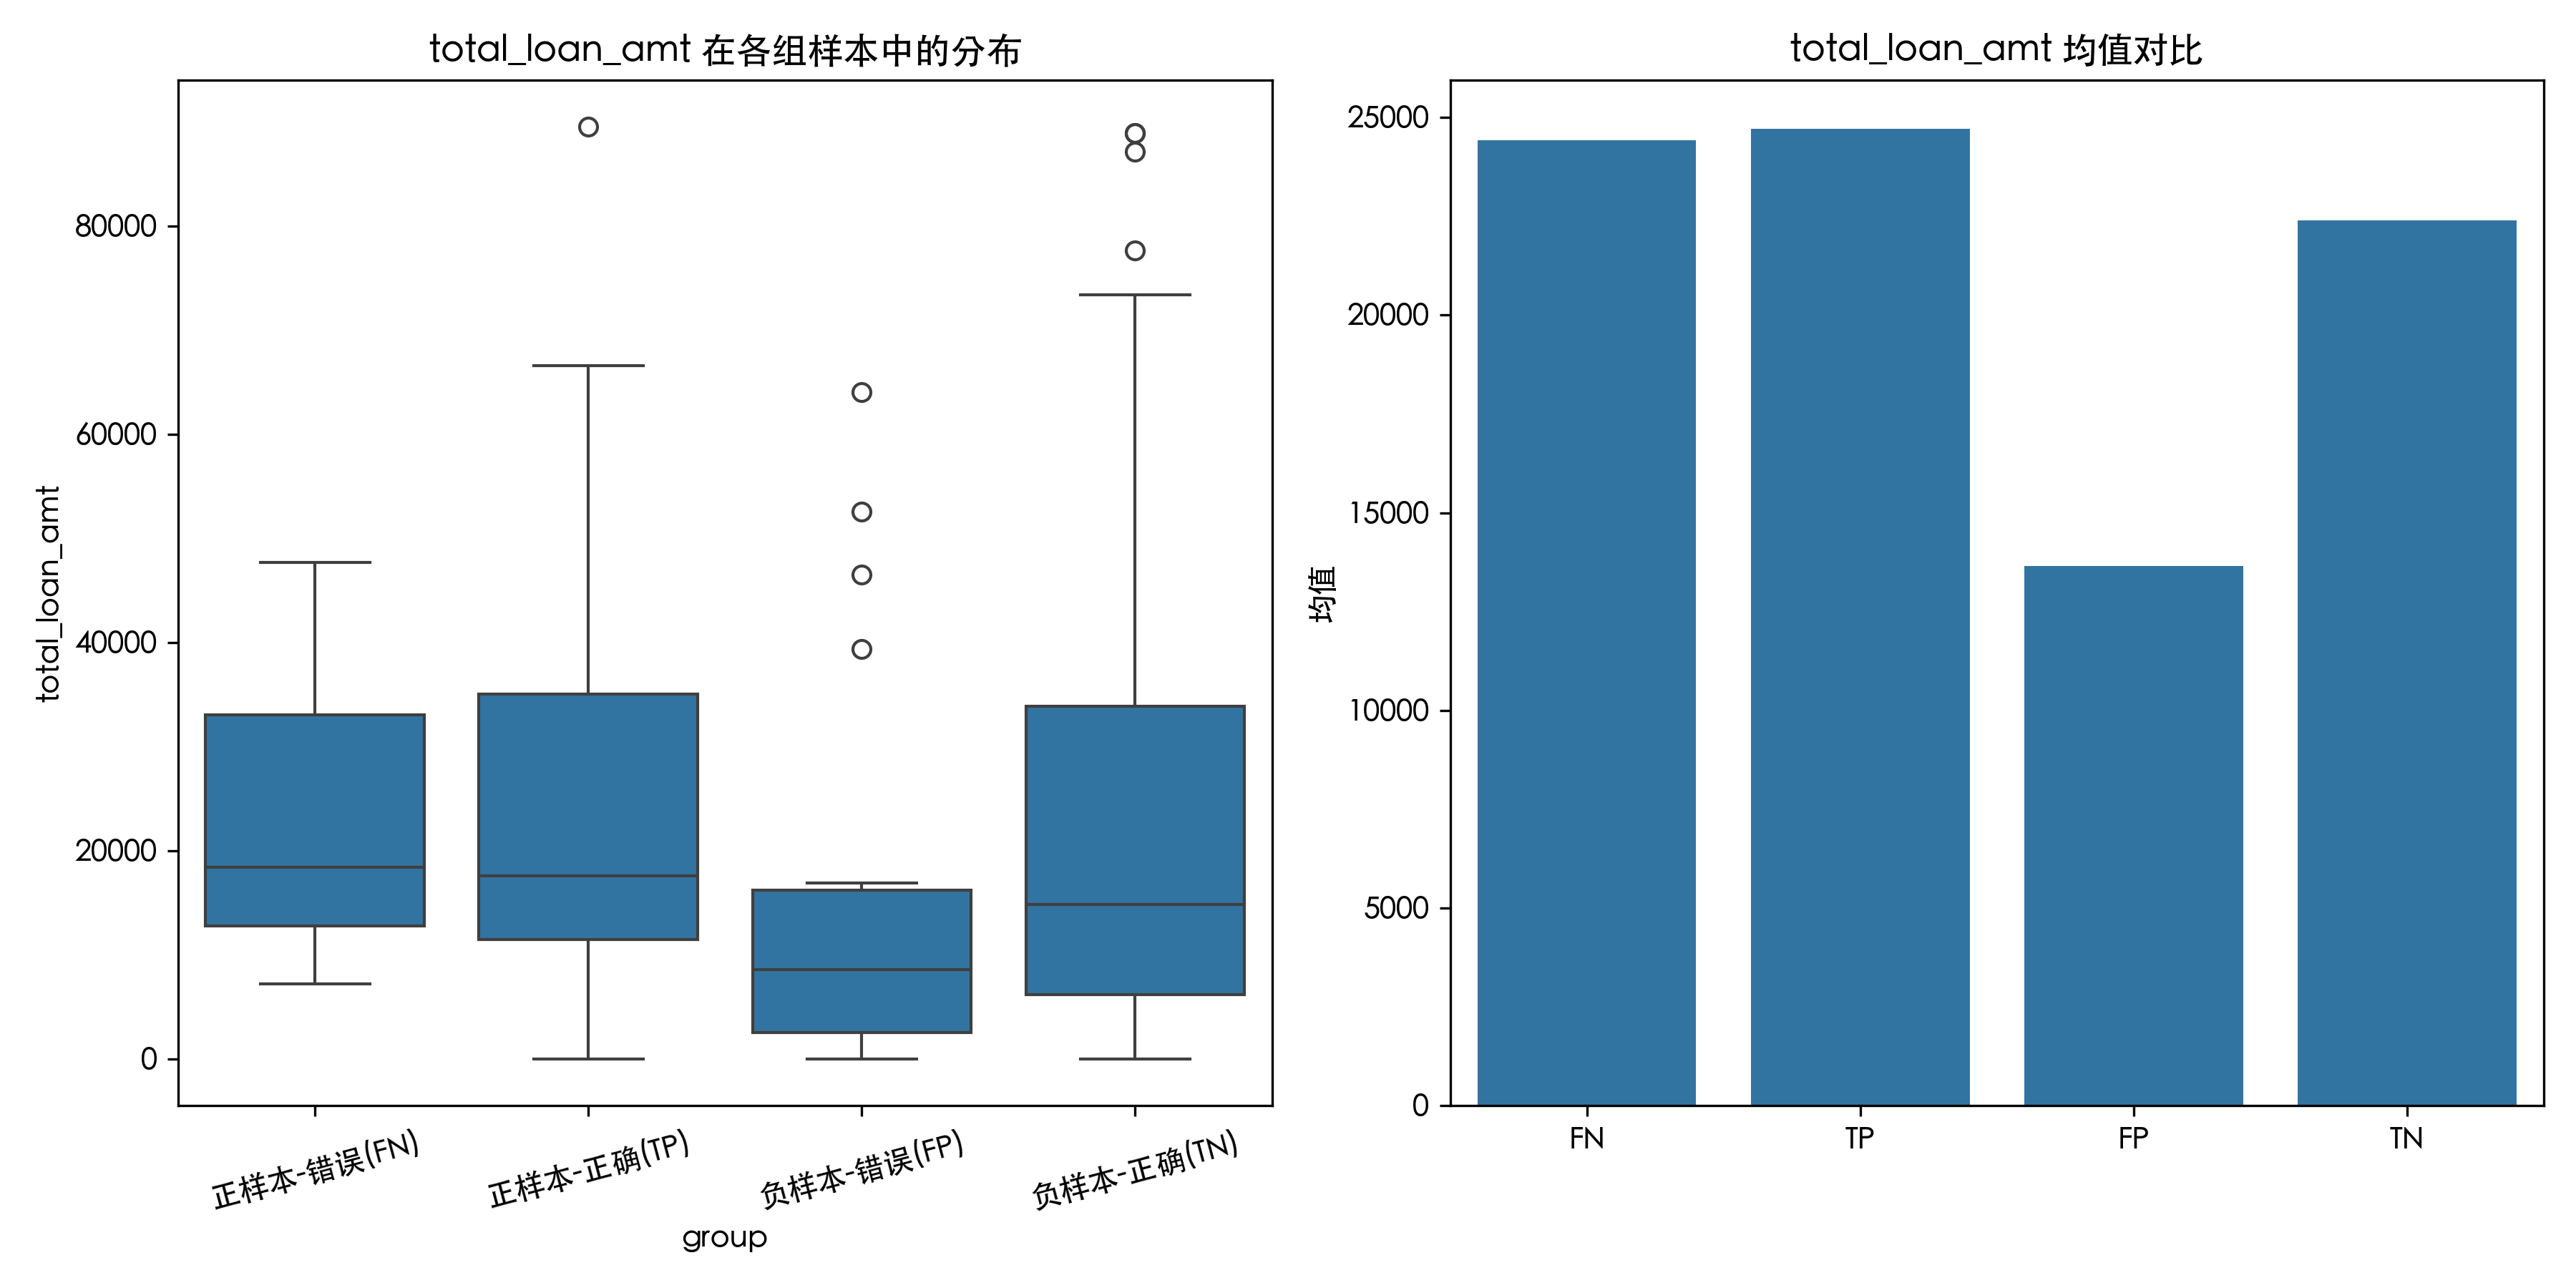 total_loan_amt 在各组样本中的分布
total_loan_amt
80000
60000
40000
20000
0
正样本-错误(FN)
正样本-正确(TP)
负样本-错误(FP)
负样本-正确(TN)
group
total_loan_amt 均值对比
均值
25000
20000
15000
10000
5000
0
FN
TP
FP
TN